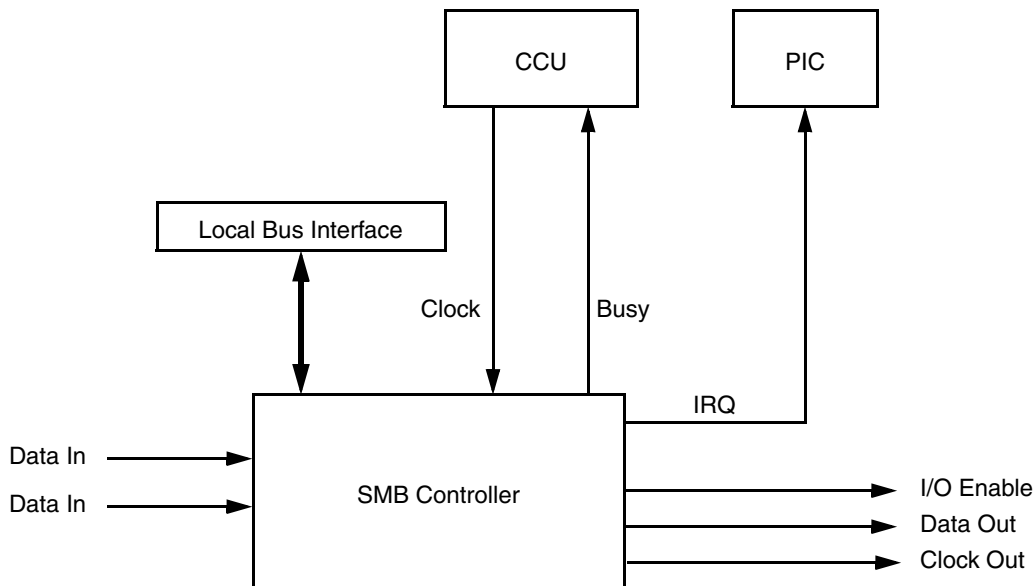 CCU
PIC
Local Bus Interface
Clock
Busy
IRQ
Data In
Data In
SMB Controller
I/O Enable
Data Out
Clock Out